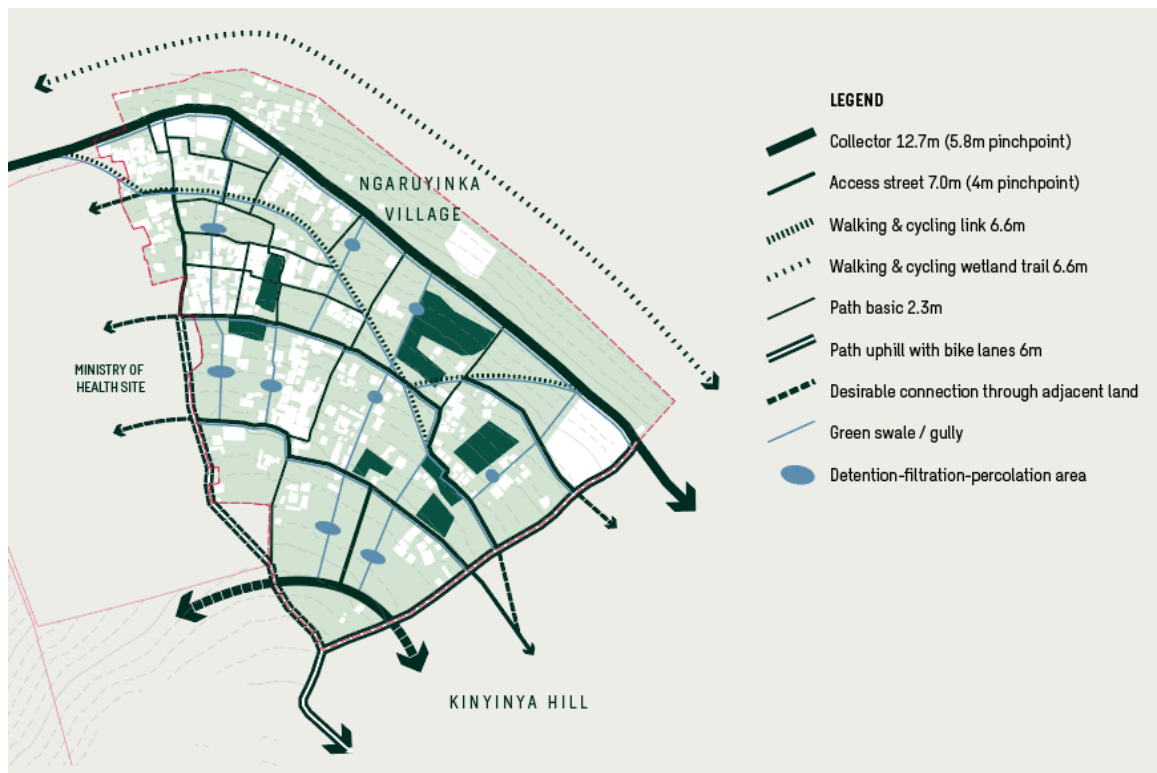 NGARUYINKA
VILLAGE
MINISTRY OF
HEALTH SITE
KINYINYA HILL
LEGEND
Collector 12.7m (5.8m pinchpoint)
Access street 7.0m (4m pinchpoint)
Walking & cycling link 6.6m
Walking & cycling wetland trail 6.6m
Path basic 2.3m
Path uphill with bike lanes 6m
Desirable connection through adjacent land
Green swale / gully
Detention-filtration-percolation area